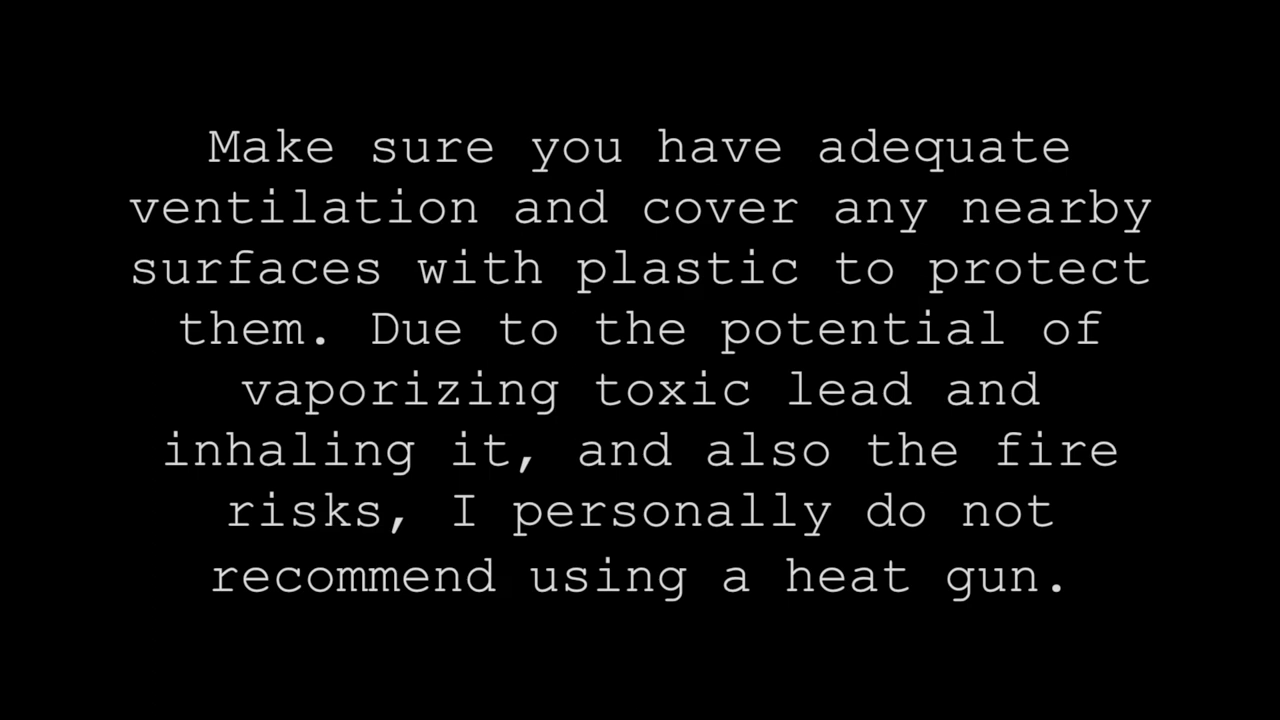 Make sure you have adequate
ventilation and cover any nearby
surfaces with plastic to protect
them. Due to the potential of
vaporizing toxic lead and
inhaling it, and also the fire
risks, I personally do not
recommend using a heat gun.